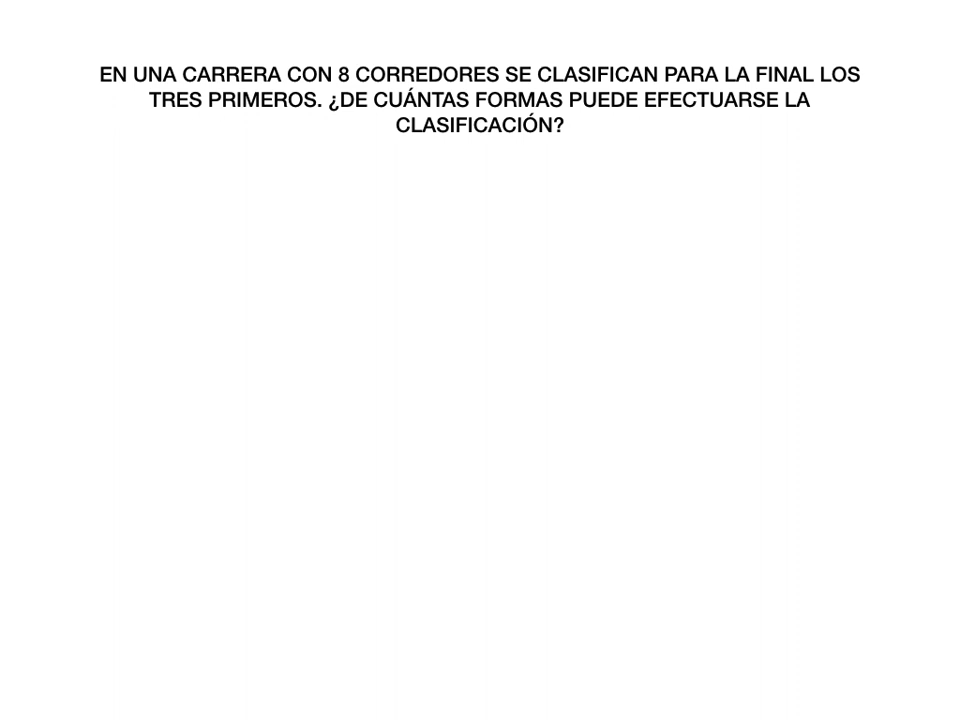 EN UNA CARRERA CON 8 CORREDORES SE CLASIFICAN PARA LA FINAL LOS
TRES PRIMEROS. ¿DE CUÁNTAS FORMAS PUEDE EFECTUARSE LA
CLASIFICACIÓN?